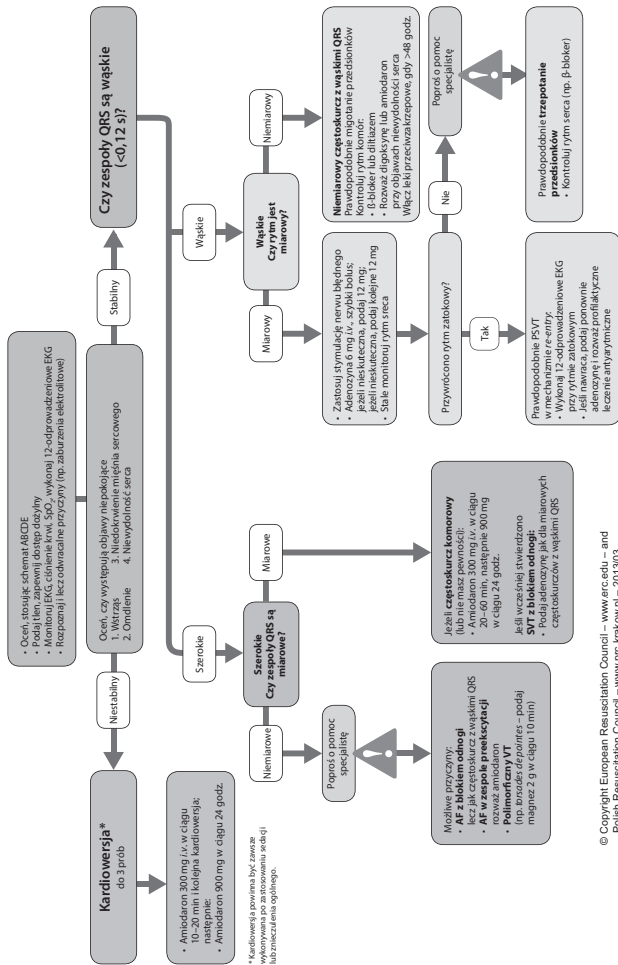 • Oceń, stosując schemat ABCDE
• Podaj tlen, zapewnij dostęp dożylny
• Monitoruj EKG, ciśnienie krwi, SpO₂, wykonaj 12-odprowadzeniowe EKG
• Rozpoznaj i lecz odwracalne przyczyny (np. zaburzenia elektrolitowe)
Oceń, czy występują objawy niepokojące
1. Wstrząs 3. Niedokrwienie mięśnia sercowego
2. Omdlenie 4. Niewydolność serca
Niestabilny
Stabilny
Kardiowersja*
do 3 prób
• Amiodaron 300 mg i.v. w ciągu
10–20 min i kolejna kardiowersja;
następnie:
• Amiodaron 900 mg w ciągu 24 godz.
* Kardiowersja powinna być zawsze
wykonywana po zastosowaniu sedacji
lub znieczulenia ogólnego.
Czy zespoły QRS są wąskie
(<0,12 s)?
Szerokie
Wąskie
Szerokie
Czy zespoły QRS są
miarowe?
Niemiarowe
Miarowe
Poproś o pomoc
specjalistę
Możliwe przyczyny:
• AF z blokiem odnogi
lecz jak częstoskurcz z wąskimi QRS
• AF w zespole preekscytacji
rozważ amiodaron
• Polimorficzny VT
(np. torsades de pointes – podaj
magnez 2 g w ciągu 10 min)
Jeżeli częstoskurcz komorowy
(lub nie masz pewności):
• Amiodaron 300 mg i.v. w ciągu
20–60 min, następnie 900 mg
w ciągu 24 godz.
Jeśli wcześniej stwierdzono
SVT z blokiem odnogi:
• Podaj adenozynę jak dla miarowych
częstoskurczów z wąskimi QRS
Wąskie
Czy rytm jest
miarowy?
Miarowy
Niemiarowy
• Zastosuj stymulację nerwu błędnego
• Adenozyna 6 mg i.v., szybki bolus;
jeżeli nieskuteczna, podaj 12 mg;
jeżeli nieskuteczna, podaj kolejne 12 mg
• Stale monitoruj rytm sreca
Niemiarowy częstoskurcz z wąskimi QRS
Prawdopodobnie migotanie przedsionków
Kontroluj rytm komór:
• ß-bloker lub diltiazem
• Rozważ digoksynę lub amiodaron
przy objawach niewydolności serca
Włącz leki przeciwzakrzepowe, gdy >48 godz.
Przywrócono rytm zatokowy?
Tak
Nie
Poproś o pomoc
specjalistę
Prawdopodobnie PSVT
w mechanizmie re-entry:
• Wykonaj 12-odprowadzeniowe EKG
przy rytmie zatokowym
• Jeśli nawraca, podaj ponownie
adenozynę i rozważ profilaktyczne
leczenie antyarytmiczne
Prawdopodobnie trzepotanie
przedsionków
• Kontroluj rytm serca (np. β-bloker)
© Copyright European Resuscitation Council – www.erc.edu – and
Polish Resuscitation Council – www.prc.krakow.pl – 2013/03